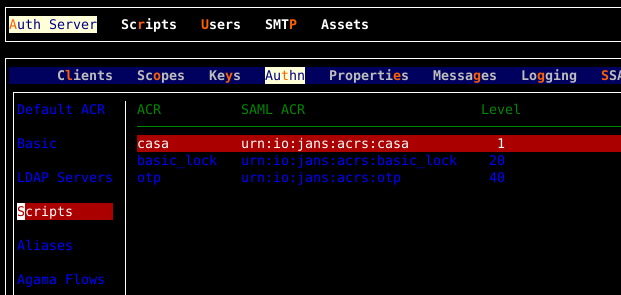 Auth Server Scripts Users SMTP Assets
Clients Scopes Keys Authn Properties Messages Logging SSA
Default ACR ACR SAML ACR Level
Basic casa urn:io:jans:acrs:casa 1
basic_lock urn:io:jans:acrs:basic_lock 20
LDAP Servers otp urn:io:jans:acrs:otp 40
Scripts
Aliases
Agama Flows